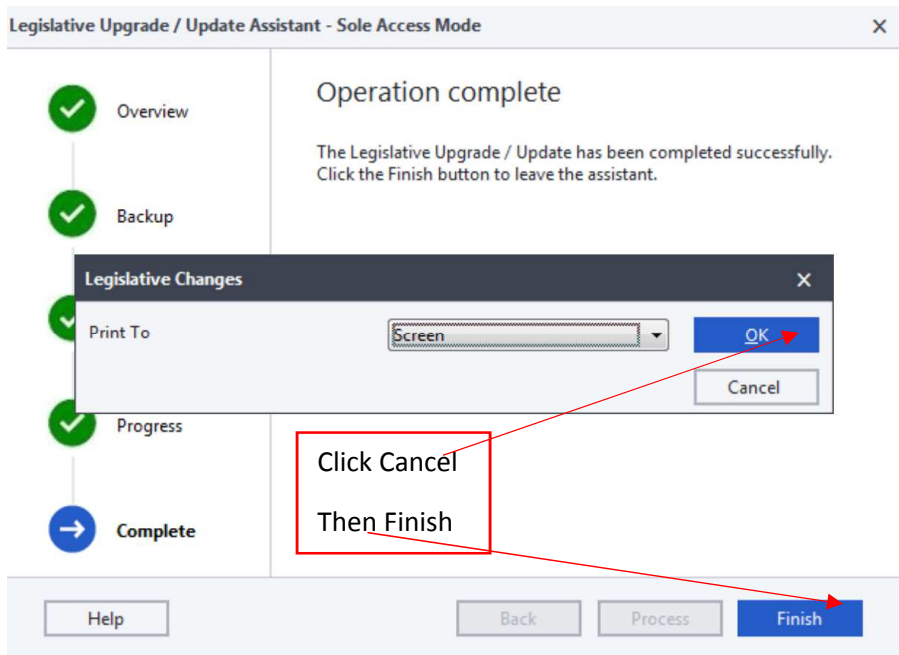 Legislative Upgrade / Update Assistant - Sole Access Mode
Overview
Operation complete
The Legislative Upgrade / Update has been completed successfully.
Click the Finish button to leave the assistant.
Backup
Legislative Changes
Print To
Screen
OK
Cancel
Progress
Click Cancel
Then Finish
Complete
Help
Back
Process
Finish